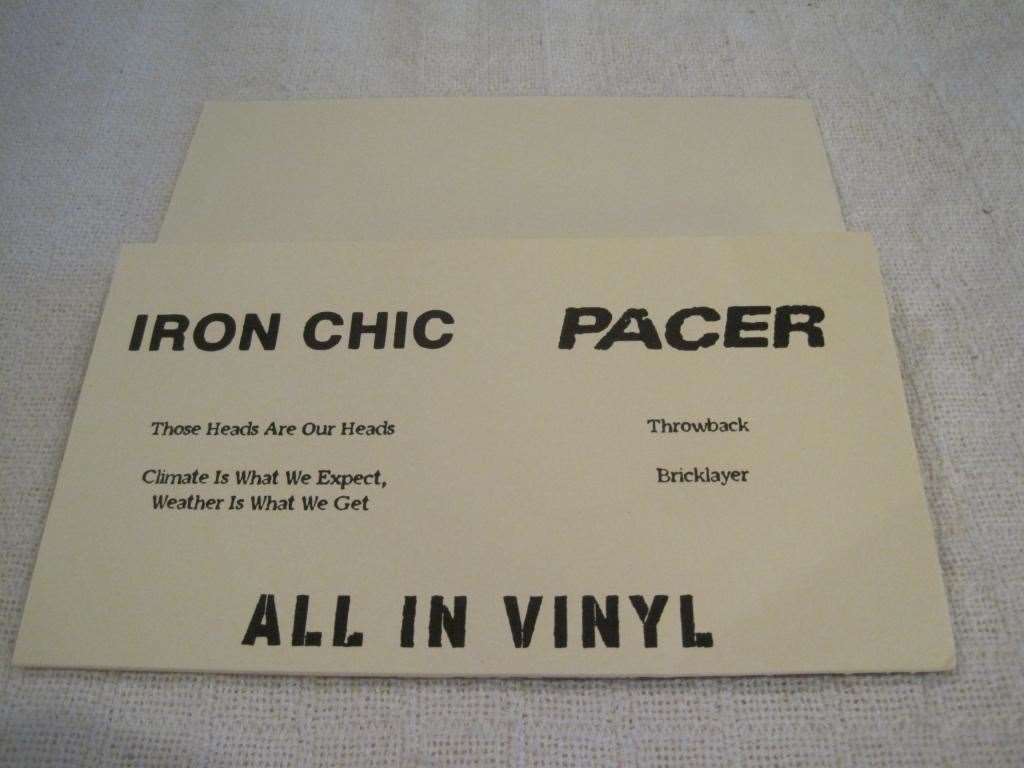 IRON CHIC
PACER
Those Heads Are Our Heads
Throwback
Climate Is What We Expect,
Weather Is What We Get
Bricklayer
ALL IN VINYL